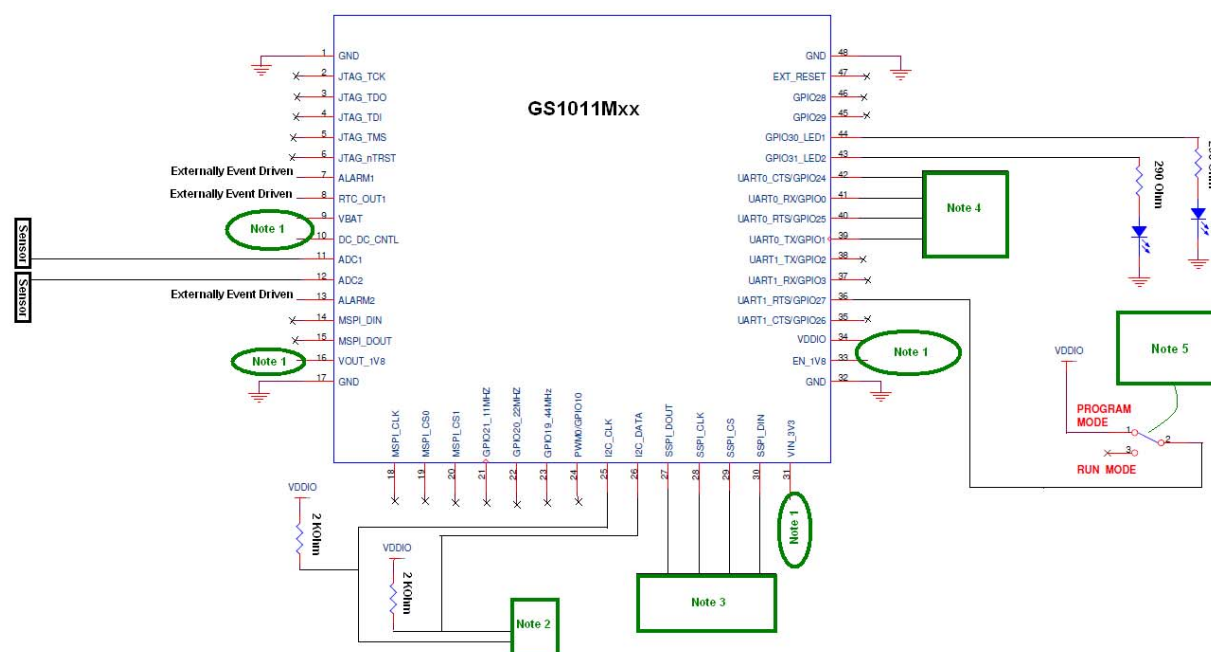 GS1011Mxx
1 GND
2 JTAG_TCK
3 JTAG_TDO
4 JTAG_TDI
5 JTAG_TMS
6 JTAG_nTRST
Externally Event Driven 7 ALARM1
Externally Event Driven 8 RTC_OUT1
9 VBAT
Note 1
10 DC_DC_CNTL
Sensor 11 ADC1
Sensor 12 ADC2
Externally Event Driven 13 ALARM2
14 MSPI_DIN
15 MSPI_DOUT
Note 1 16 VOUT_1V8
17 GND
GND 48
EXT_RESET 47
GPIO28 46
GPIO29 45
GPIO30_LED1 44
GPIO31_LED2 43
UART0_CTS/GPIO24 42
UART0_RX/GPIO0 41
UART0_RTS/GPIO25 40
UART0_TX/GPIO1 39
UART1_TX/GPIO2 38
UART1_RX/GPIO3 37
UART1_RTS/GPIO27 36
UART1_CTS/GPIO26 35
VDDIO 34
EN_1V8 33
GND 32
Note 4
Note 1
290 Ohm
Ohm
Note 5
VDDIO
PROGRAM
MODE
1
2
3
RUN MODE
MSPI_CLK 18
MSPI_CS0 19
MSPI_CS1 20
GPIO21_11MHZ 21
GPIO20_22MHZ 22
GPIO19_44MHz 23
PWM0/GPIO10 24
I2C_CLK 25
I2C_DATA 26
SSPI_DOUT 27
SSPI_CLK 28
SSPI_CS 29
SSPI_DIN 30
VIN_3V3 31
Note 1
VDDIO
2 KOhm
VDDIO
2 KOhm
Note 2
Note 3